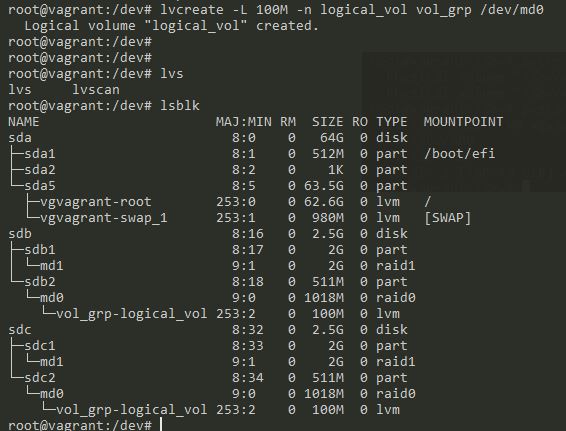 root@vagrant:/dev# lvcreate -L 100M -n logical_vol vol_grp /dev/md0
  Logical volume "logical_vol" created.
root@vagrant:/dev#
root@vagrant:/dev#
root@vagrant:/dev# lvs
lvs     lvscan
root@vagrant:/dev# lsblk
NAME                      MAJ:MIN RM  SIZE RO TYPE  MOUNTPOINT
sda                         8:0    0   64G  0 disk
├─sda1                      8:1    0  512M  0 part  /boot/efi
├─sda2                      8:2    0    1K  0 part
└─sda5                      8:5    0 63.5G  0 part
  ├─vgvagrant-root        253:0    0 62.6G  0 lvm   /
  └─vgvagrant-swap_1      253:1    0  980M  0 lvm   [SWAP]
sdb                         8:16   0  2.5G  0 disk
├─sdb1                      8:17   0    2G  0 part
│ └─md1                     9:1    0    2G  0 raid1
└─sdb2                      8:18   0  511M  0 part
  └─md0                     9:0    0 1018M  0 raid0
    └─vol_grp-logical_vol 253:2    0  100M  0 lvm
sdc                         8:32   0  2.5G  0 disk
├─sdc1                      8:33   0    2G  0 part
│ └─md1                     9:1    0    2G  0 raid1
└─sdc2                      8:34   0  511M  0 part
  └─md0                     9:0    0 1018M  0 raid0
    └─vol_grp-logical_vol 253:2    0  100M  0 lvm
root@vagrant:/dev#